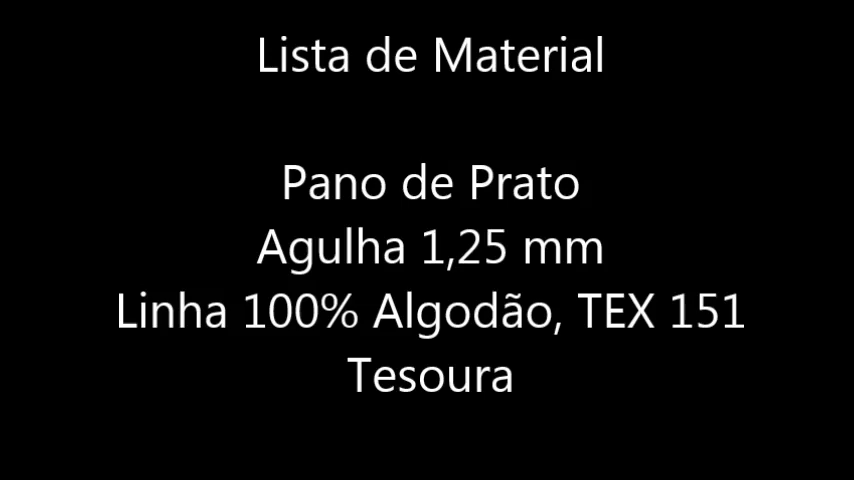 Lista de Material
Pano de Prato
Agulha 1,25 mm
Linha 100% Algodão, TEX 151
Tesoura